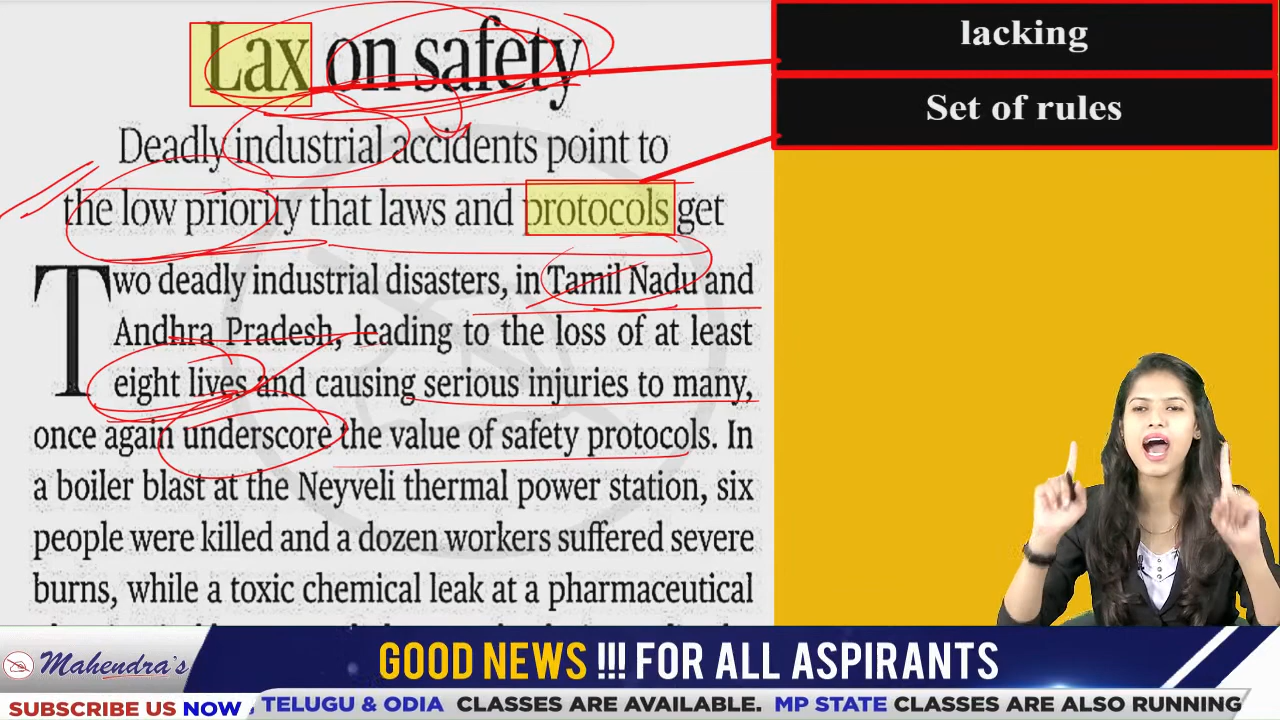 Lax on safety
lacking
Set of rules
Deadly industrial accidents point to
the low priority that laws and protocols get
Two deadly industrial disasters, in Tamil Nadu and
Andhra Pradesh, leading to the loss of at least
eight lives and causing serious injuries to many,
once again underscore the value of safety protocols. In
a boiler blast at the Neyveli thermal power station, six
people were killed and a dozen workers suffered severe
burns, while a toxic chemical leak at a pharmaceutical
Mahendra's
GOOD NEWS !!! FOR ALL ASPIRANTS
SUBSCRIBE US NOW
, TELUGU & ODIA CLASSES ARE AVAILABLE. MP STATE CLASSES ARE ALSO RUNNING